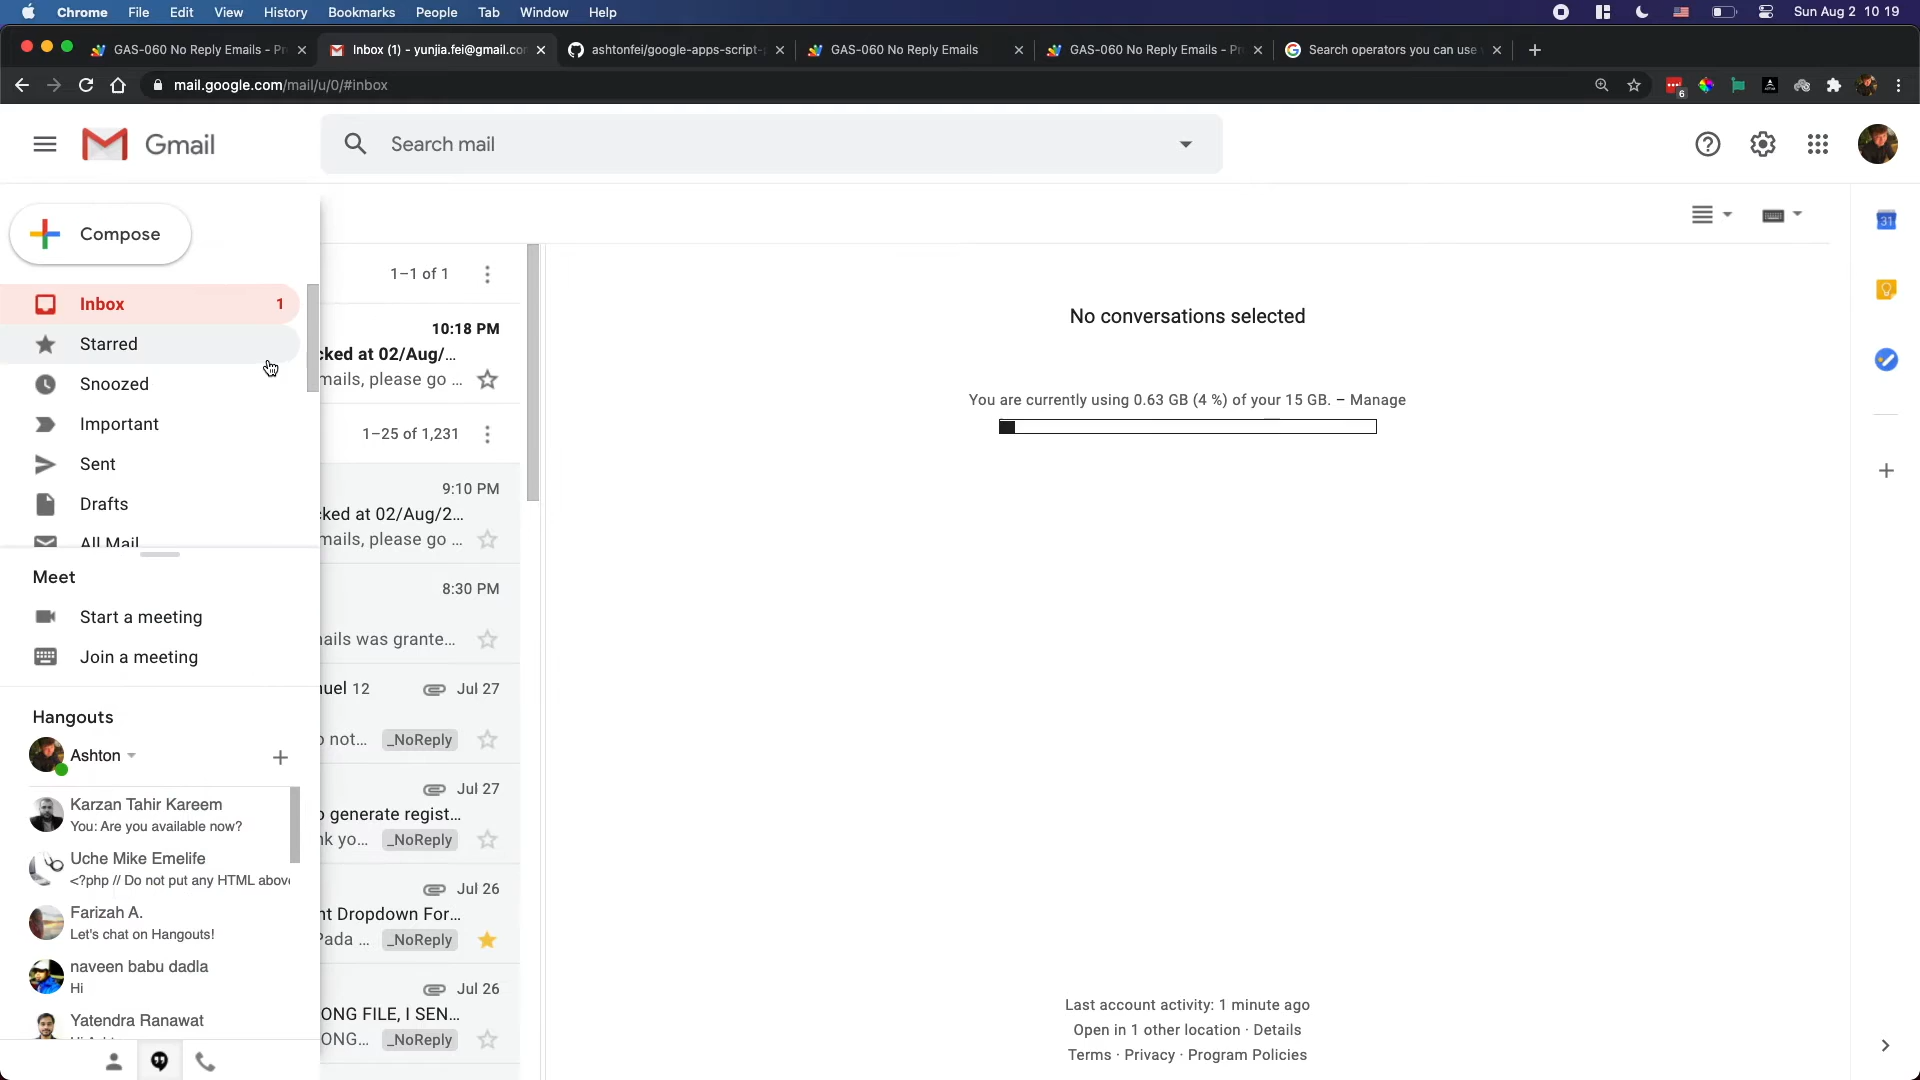 Chrome File Edit View History Bookmarks People Tab Window Help Sun Aug 2 10 19
GAS-060 No Reply Emails - Pr
Inbox (1) - yunjia.fei@gmail.co
ashtonfei/google-apps-script-
GAS-060 No Reply Emails
GAS-060 No Reply Emails - Pr
Search operators you can use
mail.google.com/mail/u/0/#inbox
6
Gmail
Search mail
31
Compose
Inbox 1
Starred
Snoozed
Important
Sent
Drafts
All Mail
Meet
Start a meeting
Join a meeting
Hangouts
Ashton
Karzan Tahir Kareem
You: Are you available now?
Uche Mike Emelife
<?php // Do not put any HTML above
Farizah A.
Let's chat on Hangouts!
naveen babu dadla
Hi
Yatendra Ranawat
1–1 of 1
10:18 PM
cked at 02/Aug/...
mails, please go ...
1–25 of 1,231
9:10 PM
ked at 02/Aug/2...
mails, please go ...
8:30 PM
ails was grante...
uel 12 Jul 27
o not... _NoReply
Jul 27
o generate regist...
nk yo... _NoReply
Jul 26
nt Dropdown For...
Pada ... _NoReply
Jul 26
ONG FILE, I SEN...
ONG... _NoReply
No conversations selected
You are currently using 0.63 GB (4 %) of your 15 GB. – Manage
Last account activity: 1 minute ago
Open in 1 other location · Details
Terms · Privacy · Program Policies